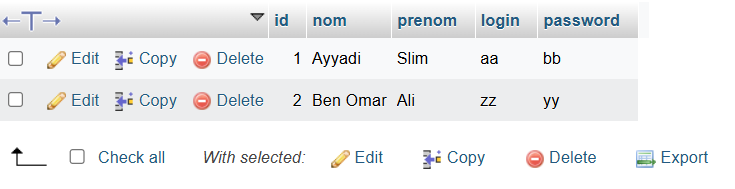 id nom prenom login password
Edit Copy Delete 1 Ayyadi Slim aa bb
Edit Copy Delete 2 Ben Omar Ali zz yy
Check all With selected: Edit Copy Delete Export